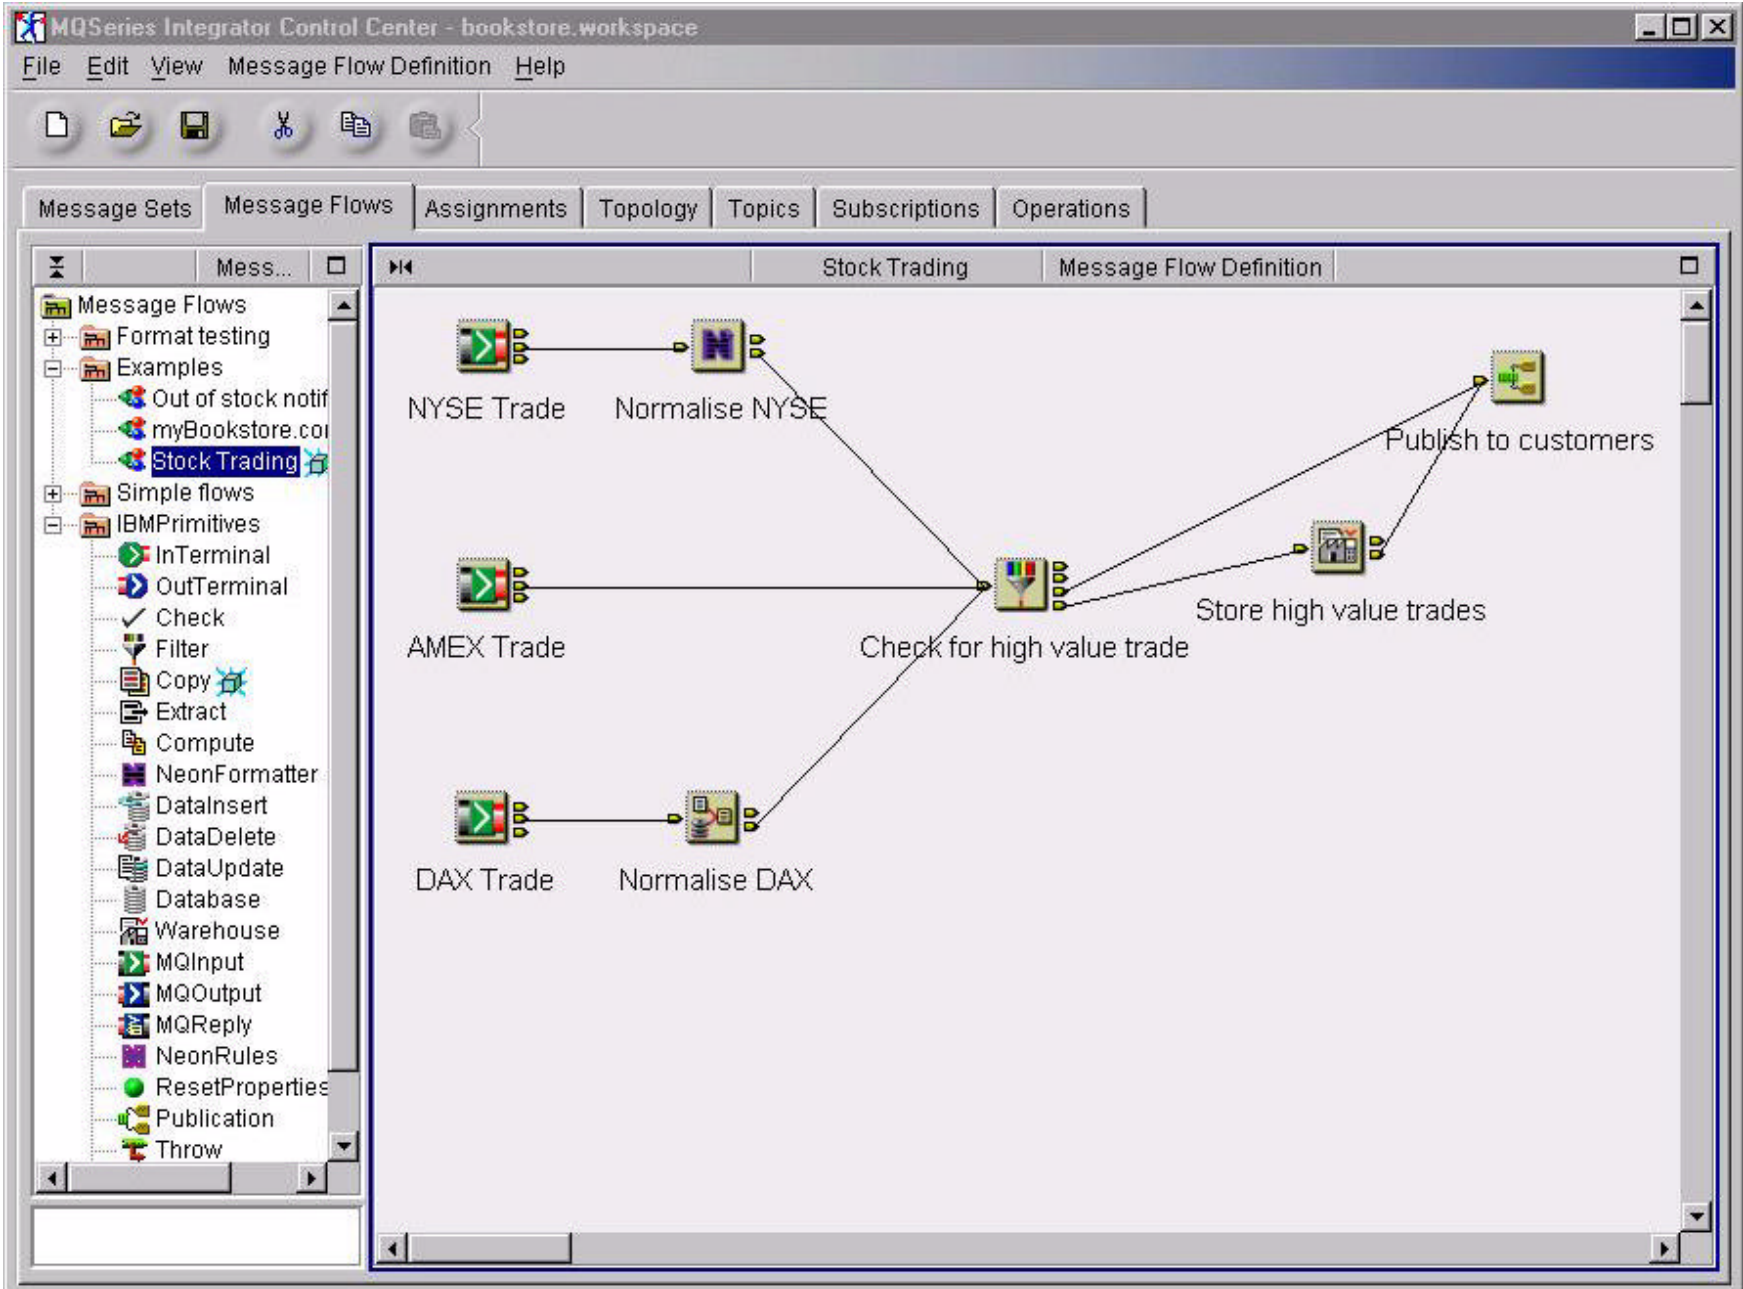 MQSeries Integrator Control Center - bookstore.workspace
File Edit View Message Flow Definition Help
Message Sets Message Flows Assignments Topology Topics Subscriptions Operations
Mess...
Stock Trading Message Flow Definition
Message Flows
Format testing
Examples
Out of stock notif
myBookstore.co
Stock Trading
Simple flows
IBMPrimitives
InTerminal
OutTerminal
Check
Filter
Copy
Extract
Compute
NeonFormatter
DataInsert
DataDelete
DataUpdate
Database
Warehouse
MQInput
MQOutput
MQReply
NeonRules
ResetProperties
Publication
Throw
NYSE Trade
Normalise NYSE
Publish to customers
Store high value trades
AMEX Trade
Check for high value trade
DAX Trade
Normalise DAX